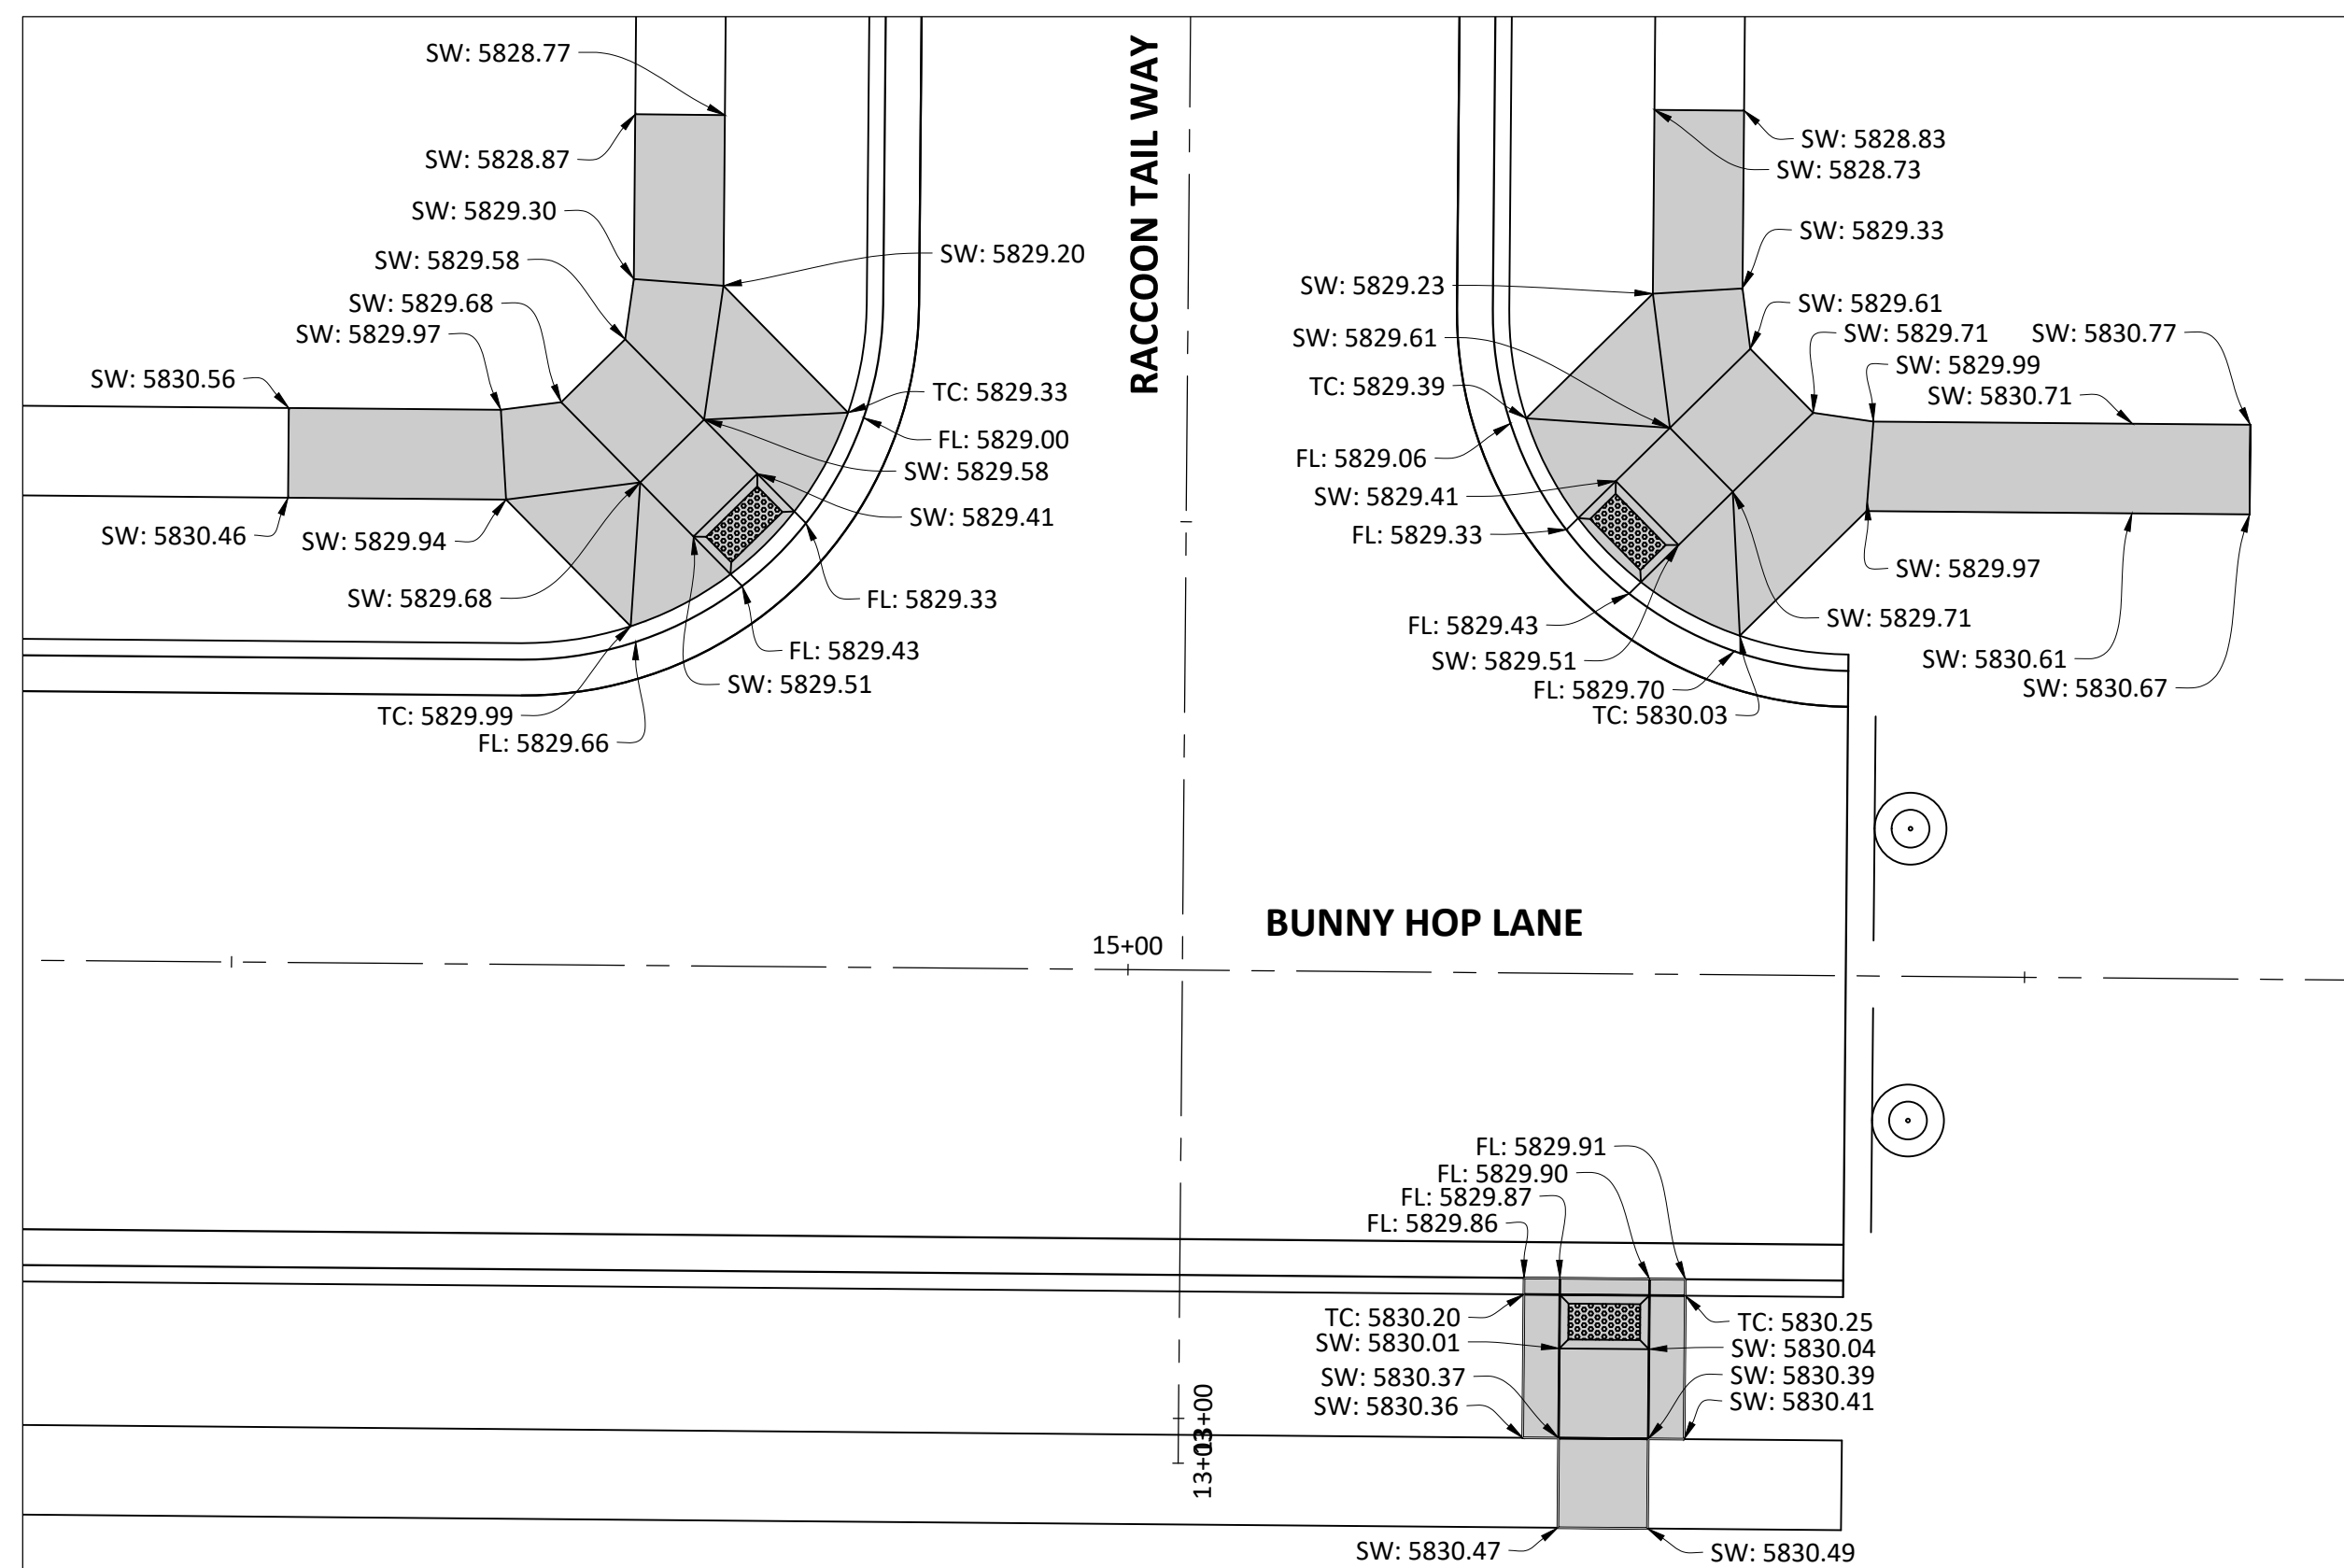 SW: 5828.77
SW: 5828.87
SW: 5829.30
SW: 5829.58
SW: 5829.68
SW: 5829.97
SW: 5830.56
SW: 5830.46
SW: 5829.94
SW: 5829.68
TC: 5829.99
FL: 5829.66
SW: 5829.20
TC: 5829.33
FL: 5829.00
SW: 5829.58
SW: 5829.41
FL: 5829.33
FL: 5829.43
SW: 5829.51
RACCOON TAIL WAY
SW: 5828.83
SW: 5828.73
SW: 5829.33
SW: 5829.23
SW: 5829.61
SW: 5829.61
SW: 5829.71
SW: 5830.77
SW: 5829.99
SW: 5830.71
TC: 5829.39
FL: 5829.06
SW: 5829.41
FL: 5829.33
SW: 5829.97
FL: 5829.43
SW: 5829.71
SW: 5829.51
SW: 5830.61
FL: 5829.70
SW: 5830.67
TC: 5830.03
BUNNY HOP LANE
15+00
FL: 5829.91
FL: 5829.90
FL: 5829.87
FL: 5829.86
TC: 5830.20
TC: 5830.25
SW: 5830.01
SW: 5830.04
SW: 5830.37
SW: 5830.39
SW: 5830.36
SW: 5830.41
13+00
SW: 5830.47
SW: 5830.49